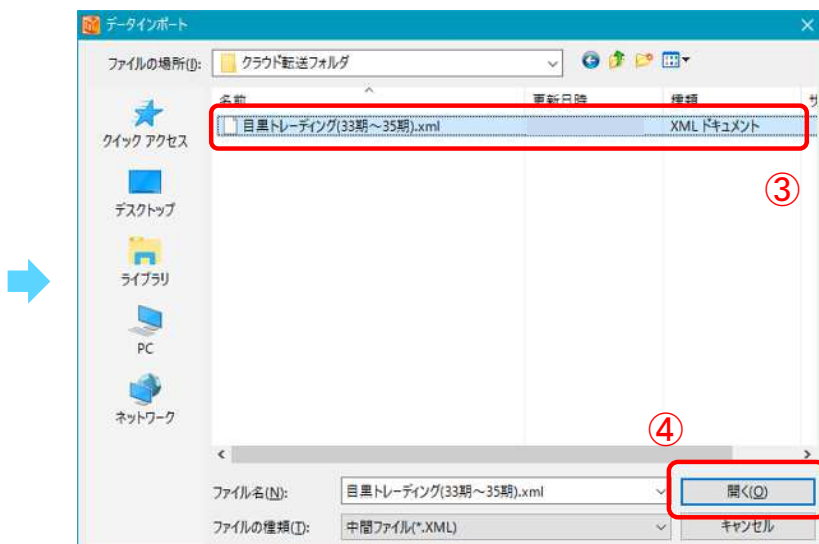 データインポート
ファイルの場所(I): クラウド転送フォルダ
名前 更新日時 種類 サ
目黒トレーディング(33期～35期).xml XML ドキュメント
③
クイック アクセス
デスクトップ
ライブラリ
PC
ネットワーク
④
ファイル名(N): 目黒トレーディング(33期～35期).xml 開く(O)
ファイルの種類(T): 中間ファイル(*.XML) キャンセル